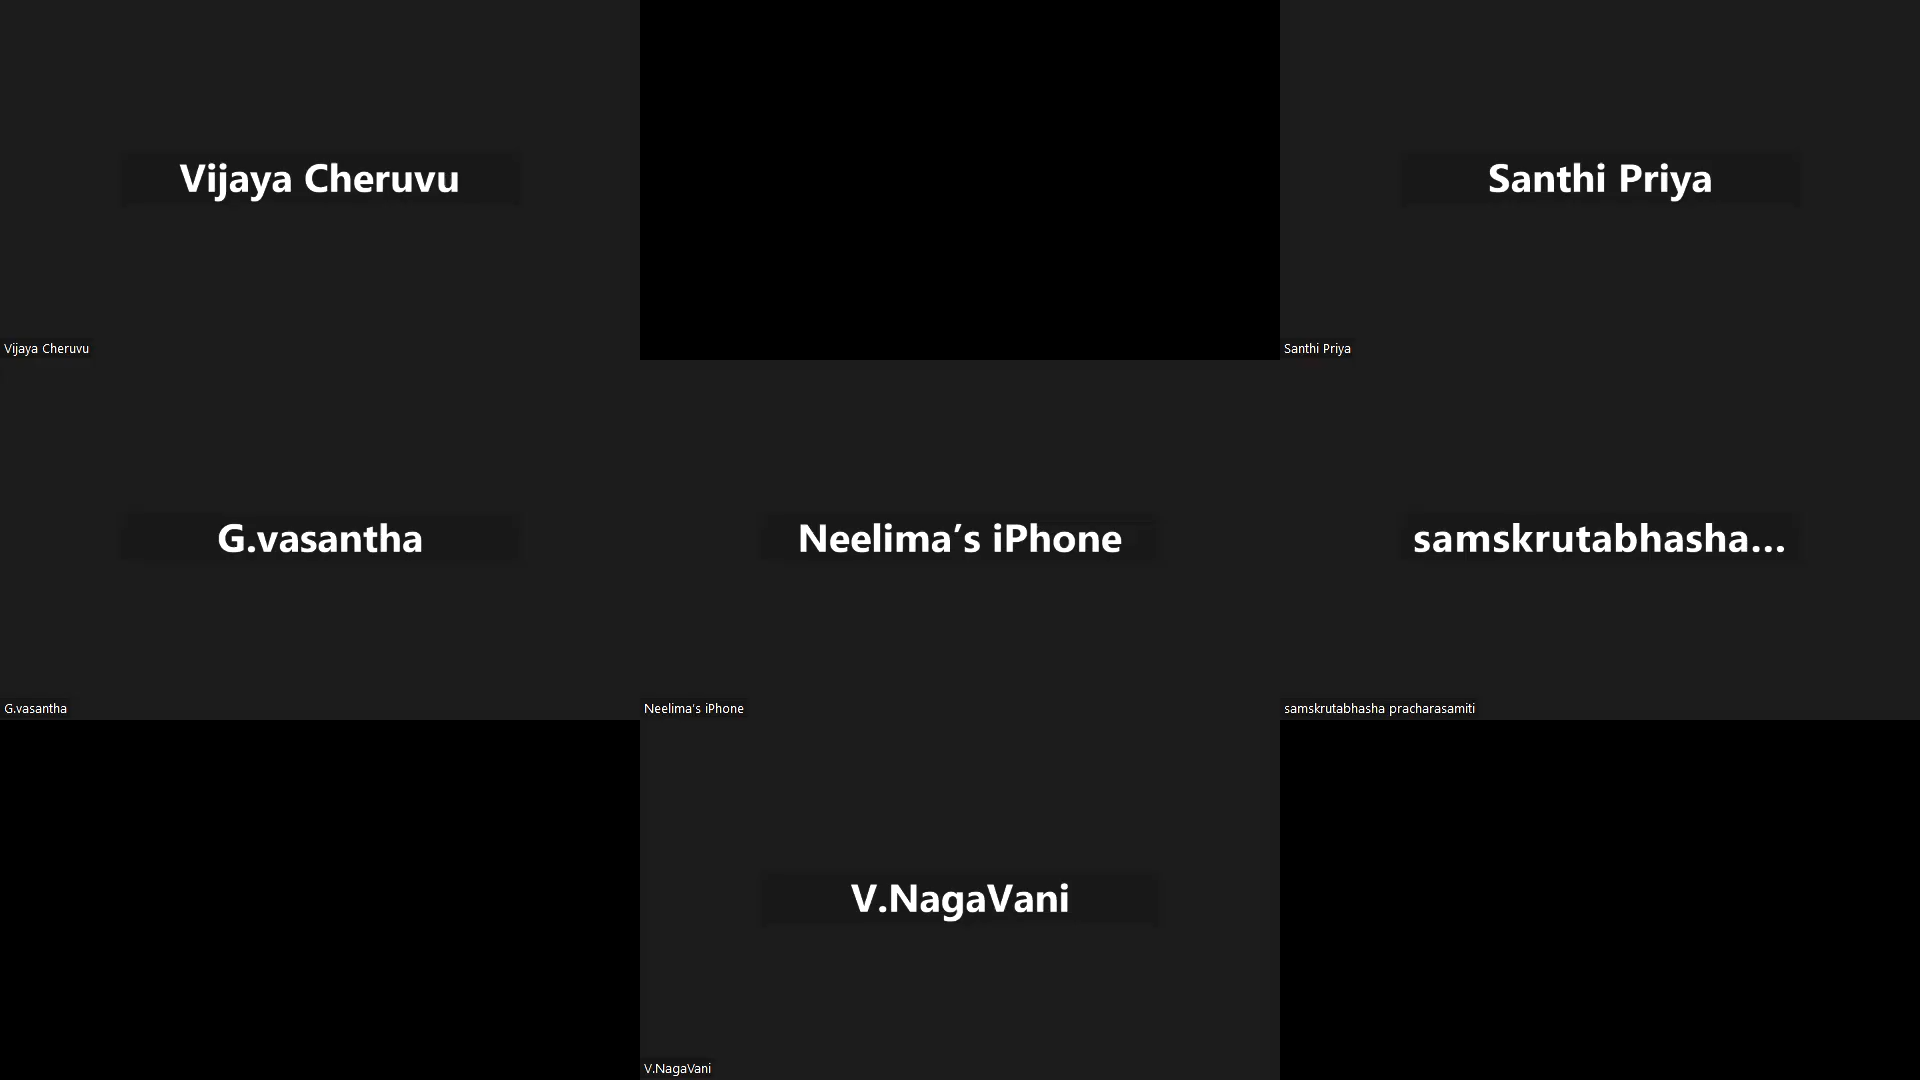 Vijaya Cheruvu
Vijaya Cheruvu
Santhi Priya
Santhi Priya
G.vasantha
G.vasantha
Neelima’s iPhone
Neelima’s iPhone
samskrutabhasha...
samskrutabhasha pracharasamiti
V.NagaVani
V.NagaVani